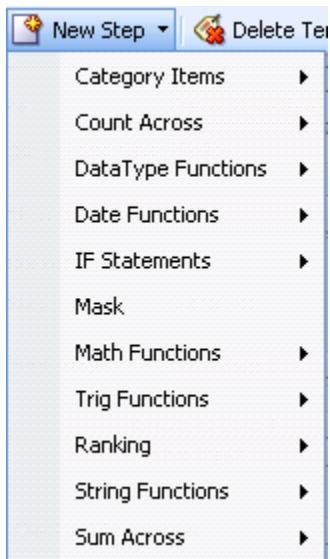 New Step Delete Te
Category Items
Count Across
DataType Functions
Date Functions
IF Statements
Mask
Math Functions
Trig Functions
Ranking
String Functions
Sum Across